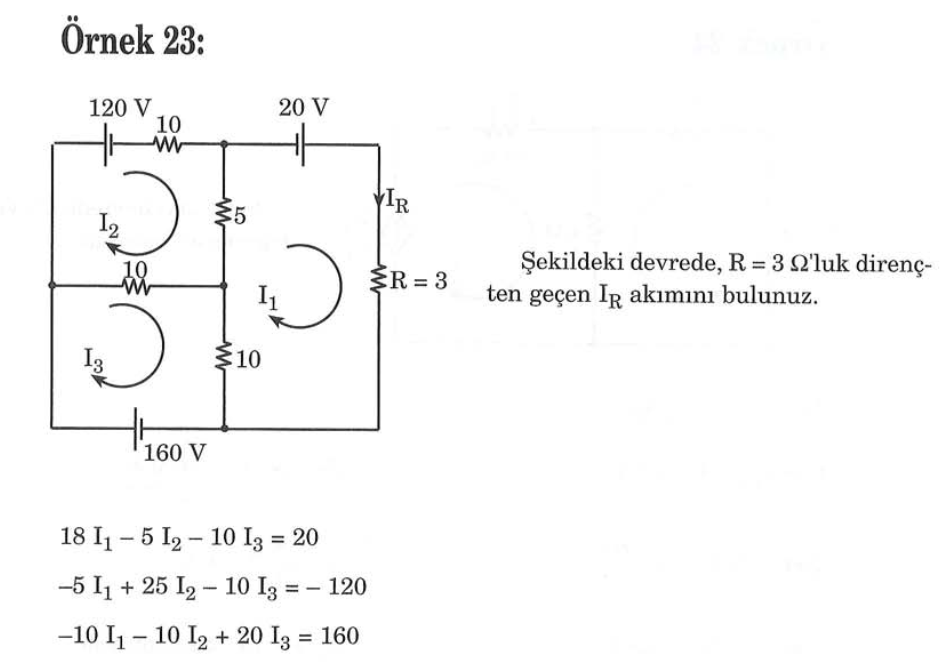 Örnek 23:
120 V
20 V
10
I₂
5
I_R
10
R = 3
I₁
I₃
10
160 V
Şekildeki devrede, R = 3 Ω'luk direnç-
ten geçen I_R akımını bulunuz.
18 I₁ – 5 I₂ – 10 I₃ = 20
–5 I₁ + 25 I₂ – 10 I₃ = – 120
–10 I₁ – 10 I₂ + 20 I₃ = 160